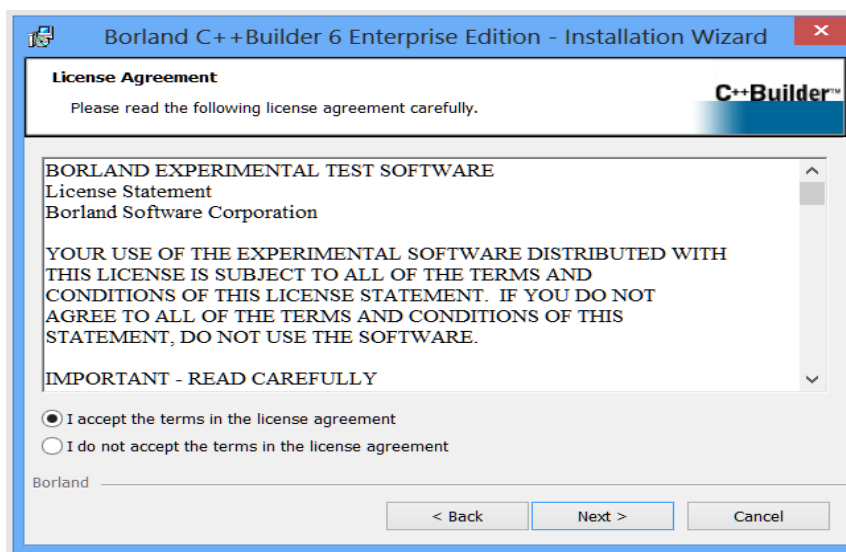 Borland C++Builder 6 Enterprise Edition - Installation Wizard
License Agreement
Please read the following license agreement carefully.
C++Builder™
BORLAND EXPERIMENTAL TEST SOFTWARE
License Statement
Borland Software Corporation
YOUR USE OF THE EXPERIMENTAL SOFTWARE DISTRIBUTED WITH
THIS LICENSE IS SUBJECT TO ALL OF THE TERMS AND
CONDITIONS OF THIS LICENSE STATEMENT.  IF YOU DO NOT
AGREE TO ALL OF THE TERMS AND CONDITIONS OF THIS
STATEMENT, DO NOT USE THE SOFTWARE.
IMPORTANT - READ CAREFULLY
I accept the terms in the license agreement
I do not accept the terms in the license agreement
Borland
< Back Next > Cancel